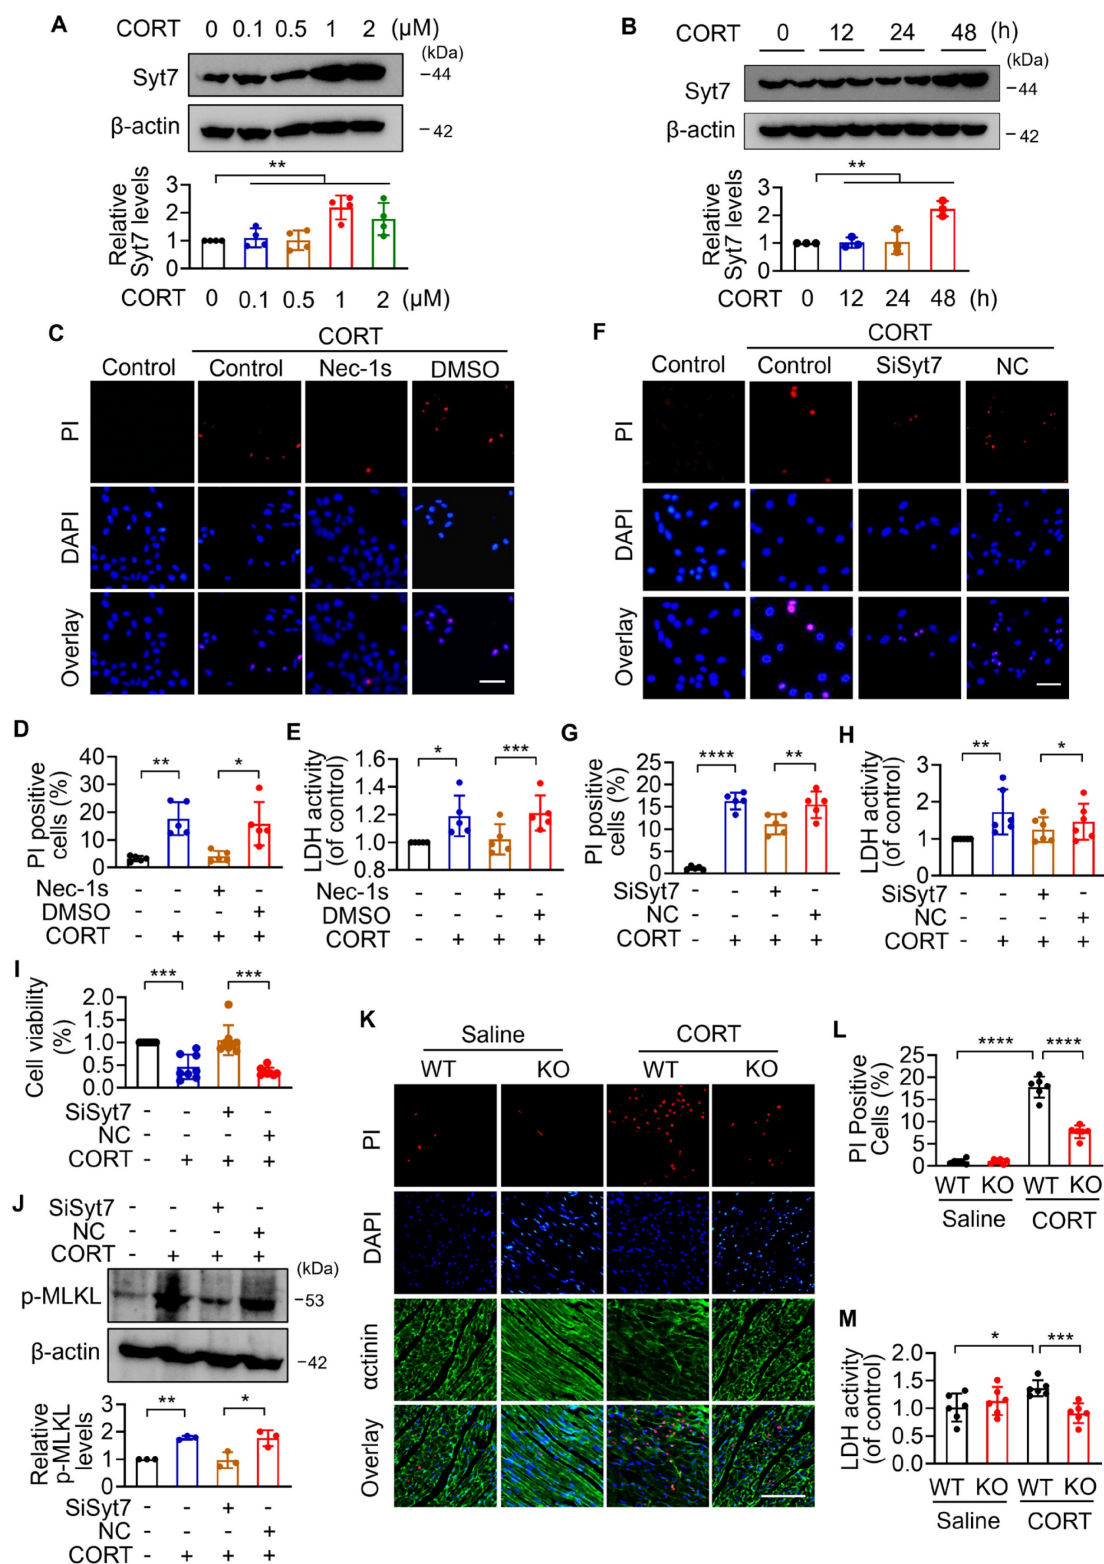 A
CORT 0 0.1 0.5 1 2 (μM)
(kDa)
Syt7 -44
β-actin -42
**
Relative
Syt7 levels
3
2
1
0
CORT 0 0.1 0.5 1 2 (μM)
B
CORT 0 12 24 48 (h)
(kDa)
Syt7 -44
β-actin -42
**
Relative
Syt7 levels
3
2
1
0
CORT 0 12 24 48 (h)
C
CORT
Control Control Nec-1s DMSO
PI
DAPI
Overlay
F
CORT
Control Control SiSyt7 NC
PI
DAPI
Overlay
D
PI positive
cells (%)
40
30
20
10
0
** *
Nec-1s - - + -
DMSO - - - +
CORT - + + +
E
LDH activity
(of control)
1.6
1.4
1.2
1.0
0.8
* ***
Nec-1s - - + -
DMSO - - - +
CORT - + + +
G
PI positive
cells (%)
25
20
15
10
5
0
**** **
SiSyt7 - - + -
NC - - - +
CORT - + + +
H
LDH activity
(of control)
3
2
1
0
** *
SiSyt7 - - + -
NC - - - +
CORT - + + +
I
Cell viability
(%)
2.0
1.5
1.0
0.5
0.0
*** ***
SiSyt7 - - + -
NC - - - +
CORT - + + +
J
SiSyt7 - - + -
NC - - - +
CORT - + + +
(kDa)
p-MLKL -53
β-actin -42
Relative
p-MLKL
levels
3
2
1
0
** *
SiSyt7 - - + -
NC - - - +
CORT - + + +
K
Saline CORT
WT KO WT KO
PI
DAPI
αctinin
Overlay
L
PI Positive
Cells (%)
25
20
15
10
5
0
**** ****
WT KO WT KO
Saline CORT
M
LDH activity
(of control)
2.0
1.5
1.0
0.5
0.0
* ***
WT KO WT KO
Saline CORT